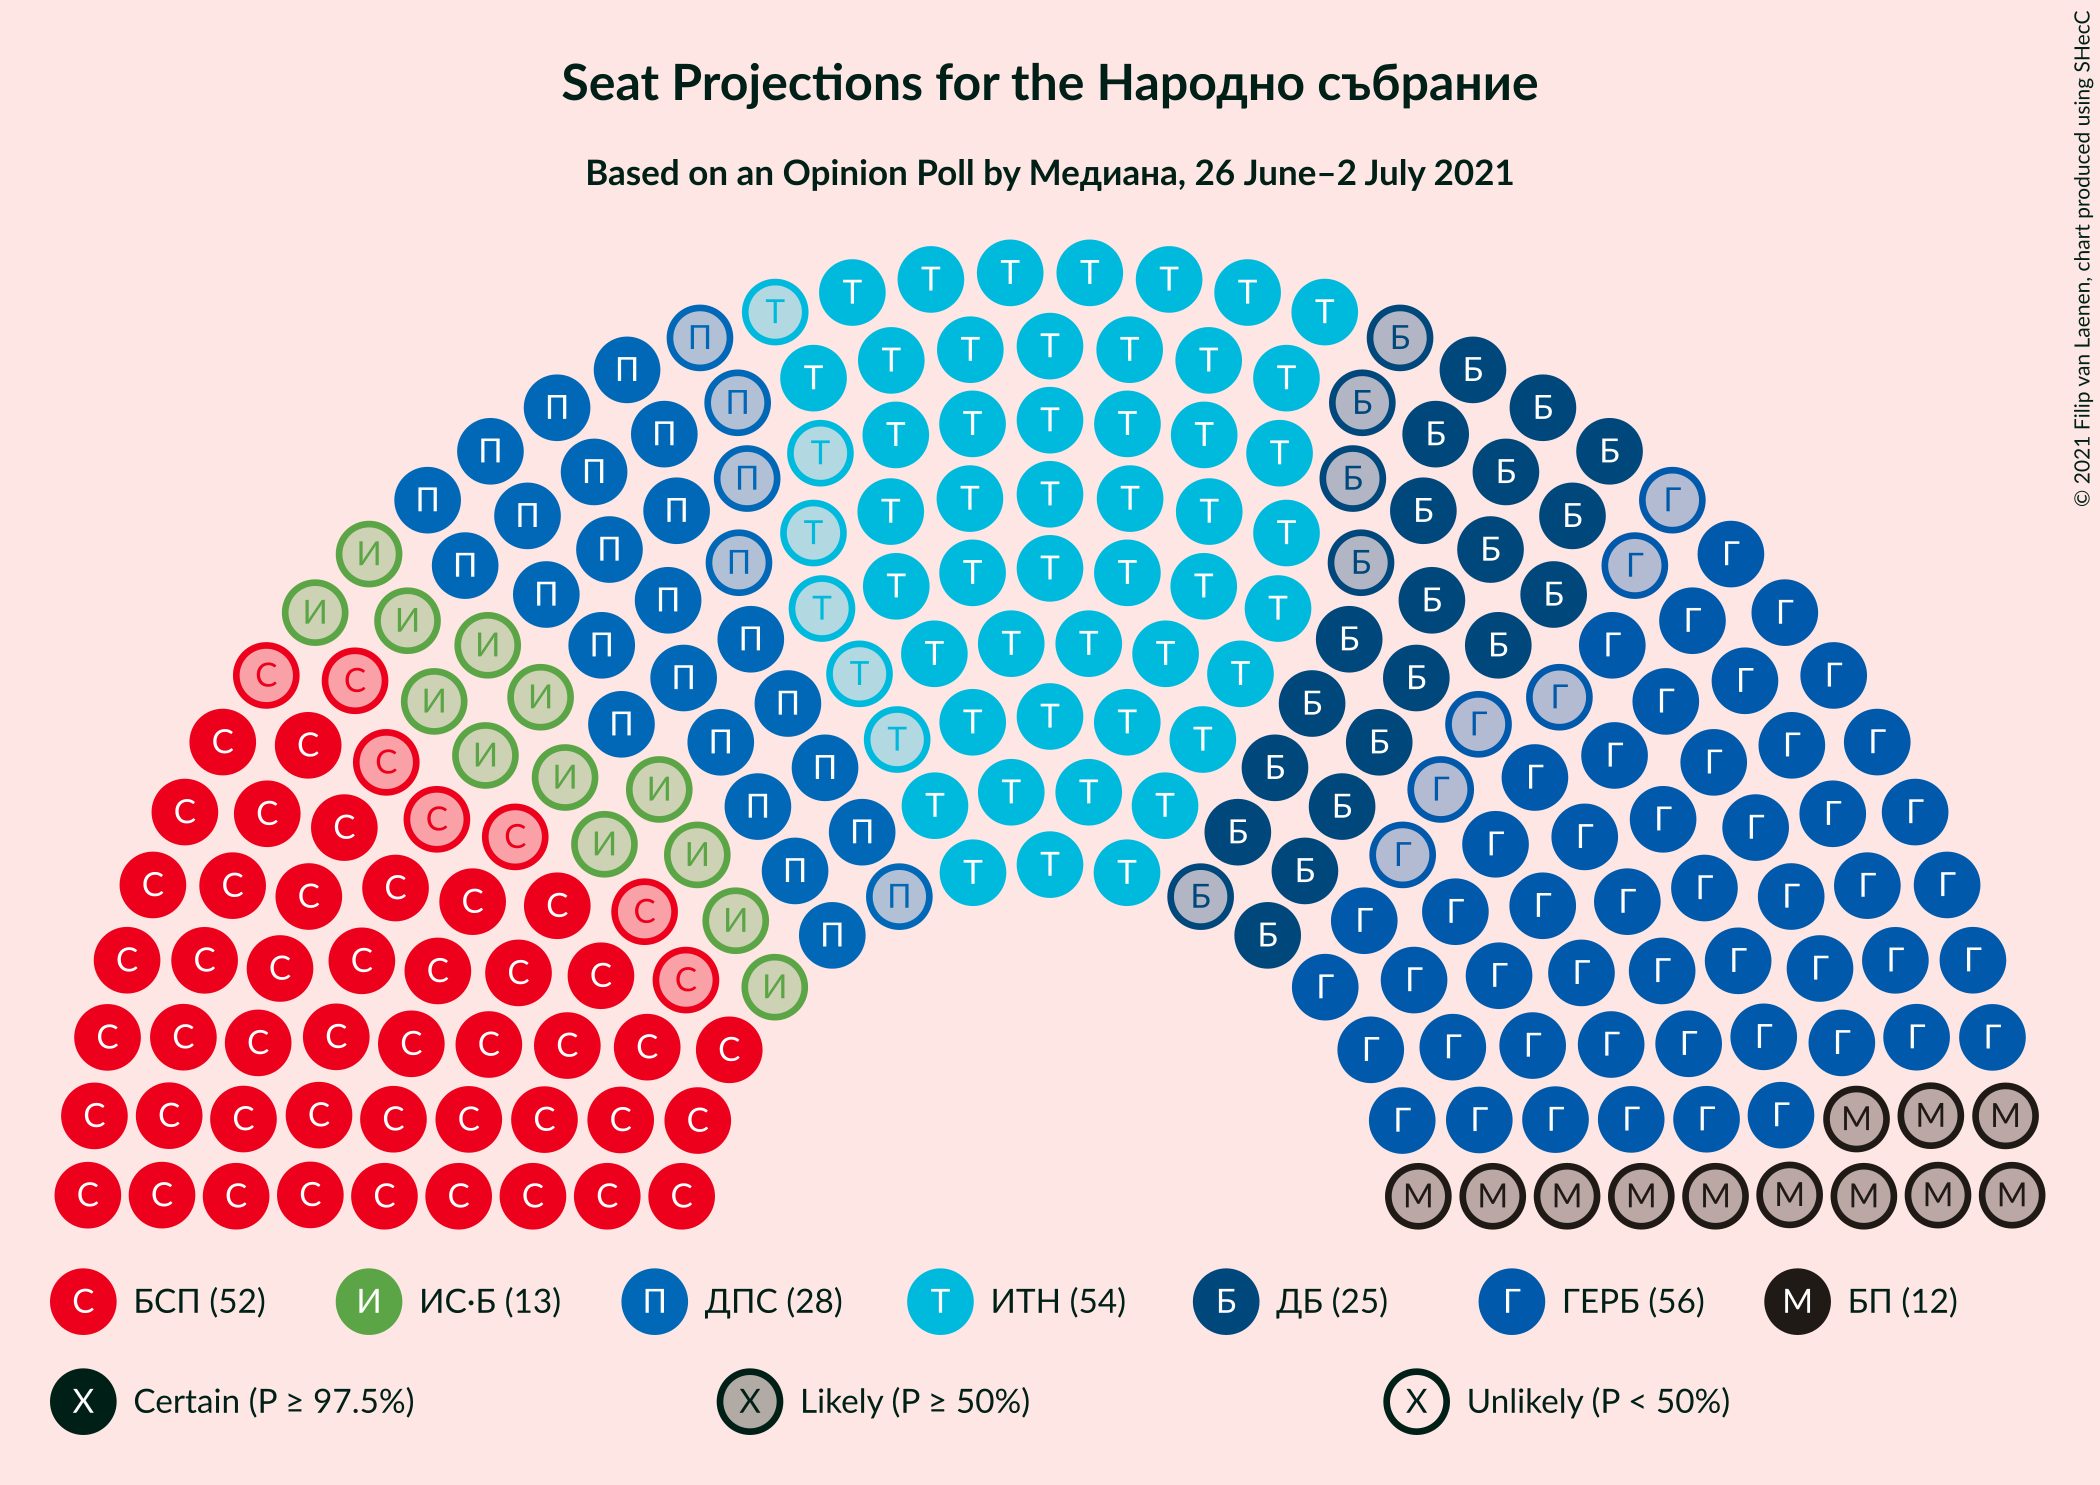 Seat Projections for the Народно събрание
Based on an Opinion Poll by Медиана, 26 June–2 July 2021
© 2021 Filip van Laenen, chart produced using SHecC
Т Т Т Т Т Т Т Т
П П П П П
Б Б Б Б
С БСП (52)
И ИС·Б (13)
П ДПС (28)
Т ИТН (54)
Б ДБ (25)
Г ГЕРБ (56)
М БП (12)
X Certain (P ≥ 97.5%)
X Likely (P ≥ 50%)
X Unlikely (P < 50%)